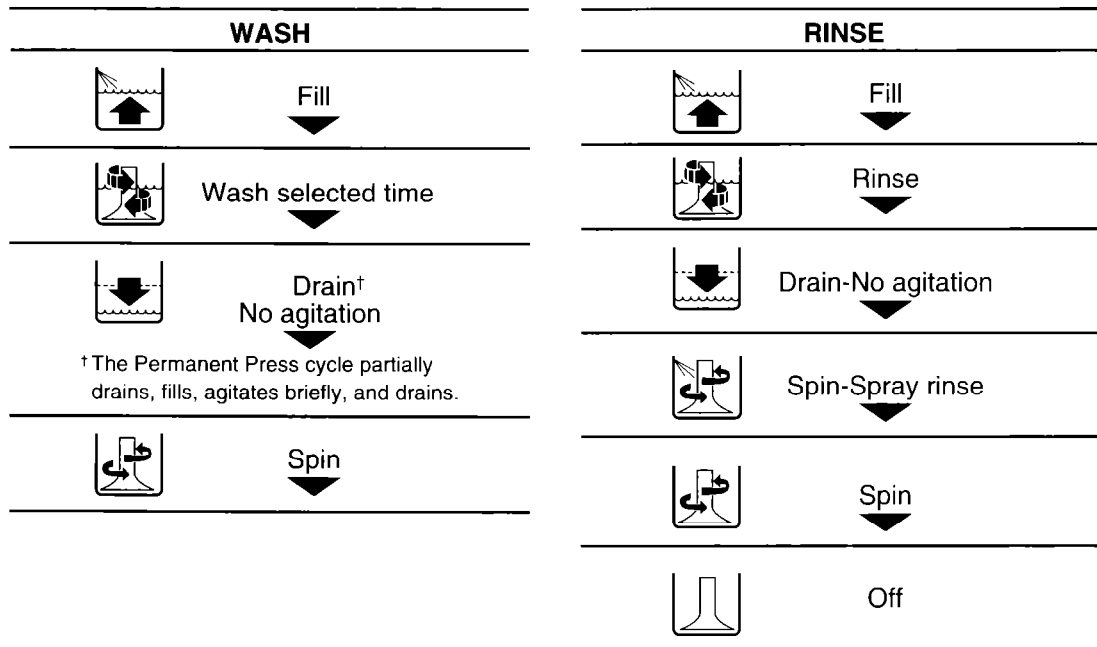 WASH
Fill
Wash selected time
Drain†
No agitation
† The Permanent Press cycle partially
drains, fills, agitates briefly, and drains.
Spin
RINSE
Fill
Rinse
Drain-No agitation
Spin-Spray rinse
Spin
Off